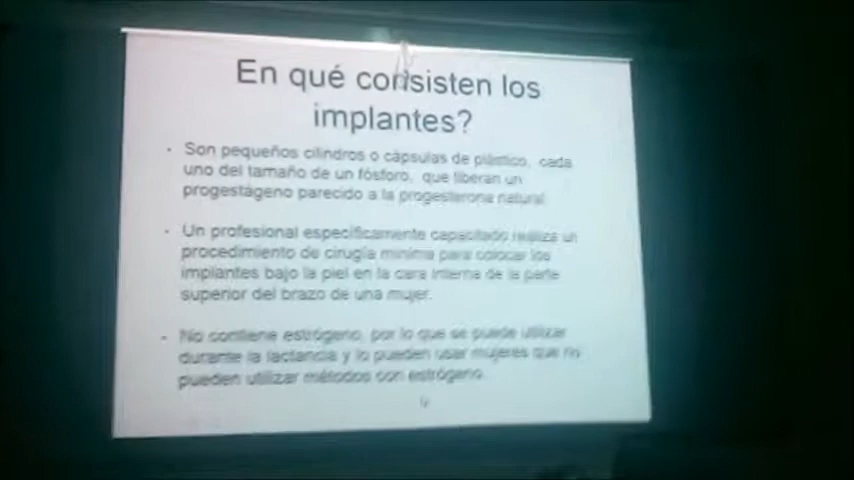 En qué consisten los
implantes?
• Son pequeños cilindros o cápsulas de plástico, cada
uno del tamaño de un fósforo, que liberan un
progestágeno parecido a la progesterona natural.
• Un profesional específicamente capacitado realiza un
procedimiento de cirugía mínima para colocar los
implantes bajo la piel en la cara interna de la parte
superior del brazo de una mujer.
• No contiene estrógeno, por lo que se puede utilizar
durante la lactancia y lo pueden usar mujeres que no
pueden utilizar métodos con estrógeno.